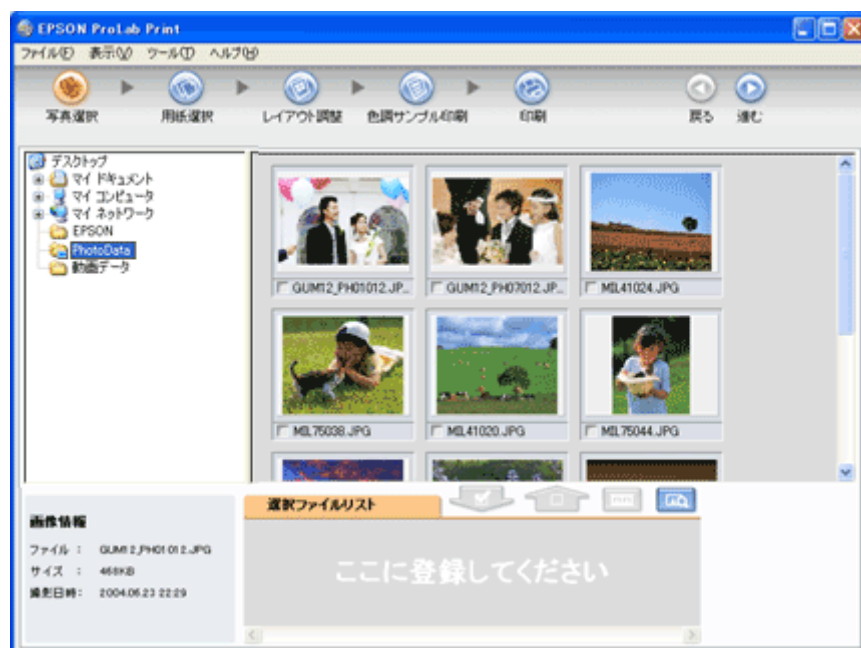 EPSON ProLab Print
ファイル(F) 表示(V) ツール(T) ヘルプ(H)
写真選択 用紙選択 レイアウト調整 色調サンプル印刷 印刷 戻る 進む
デスクトップ
マイ ドキュメント
マイ コンピュータ
マイ ネットワーク
EPSON
PhotoData
動画データ
GUM12_PH01012.JP... GUM12_PH07012.JP... MIL41024.JPG
MIL75038.JPG MIL41020.JPG MIL75044.JPG
選択ファイルリスト
画像情報
ファイル : GUM12_PH01012.JPG
サイズ : 468KB
撮影日時: 2004.06.23 22:29
ここに登録してください